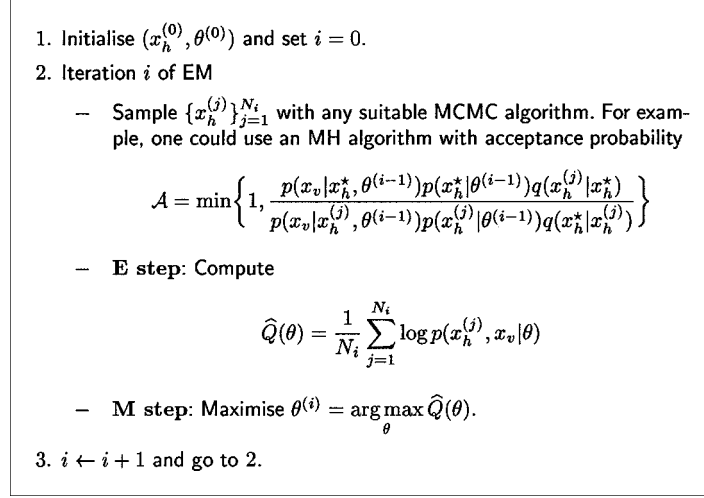 1. Initialise $(x_h^{(0)}, \theta^{(0)})$ and set $i = 0$.
2. Iteration $i$ of EM
– Sample $\{x_h^{(j)}\}_{j=1}^{N_i}$ with any suitable MCMC algorithm. For exam-
ple, one could use an MH algorithm with acceptance probability
$\mathcal{A} = \min\left\{1, \frac{p(x_v|x_h^\star, \theta^{(i-1)})p(x_h^\star|\theta^{(i-1)})q(x_h^{(j)}|x_h^\star)}{p(x_v|x_h^{(j)}, \theta^{(i-1)})p(x_h^{(j)}|\theta^{(i-1)})q(x_h^\star|x_h^{(j)})}\right\}$
– E step: Compute
$\widehat{Q}(\theta) = \frac{1}{N_i} \sum_{j=1}^{N_i} \log p(x_h^{(j)}, x_v|\theta)$
– M step: Maximise $\theta^{(i)} = \arg\max_\theta \widehat{Q}(\theta)$.
3. $i \leftarrow i + 1$ and go to 2.